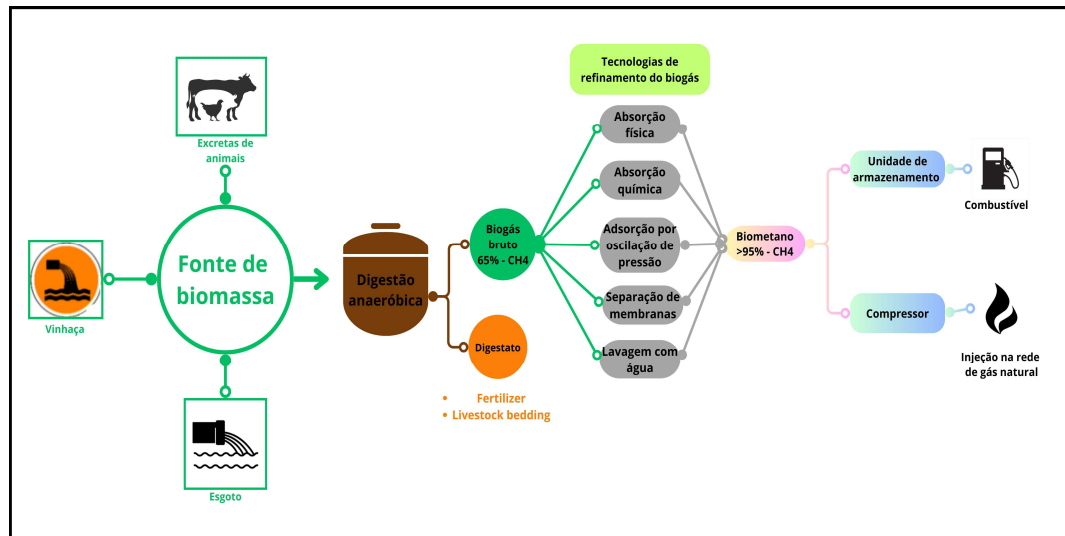 Excretas de
animais
Vinhaça
Fonte de
biomassa
Esgoto
Digestão
anaeróbica
Biogás
bruto
65% - CH4
Digestato
• Fertilizer
• Livestock bedding
Tecnologias de
refinamento do biogás
Absorção
física
Absorção
química
Adsorção por
oscilação de
pressão
Separação de
membranas
Lavagem com
água
Biometano
>95% - CH4
Unidade de
armazenamento
Combustível
Compressor
Injeção na rede
de gás natural